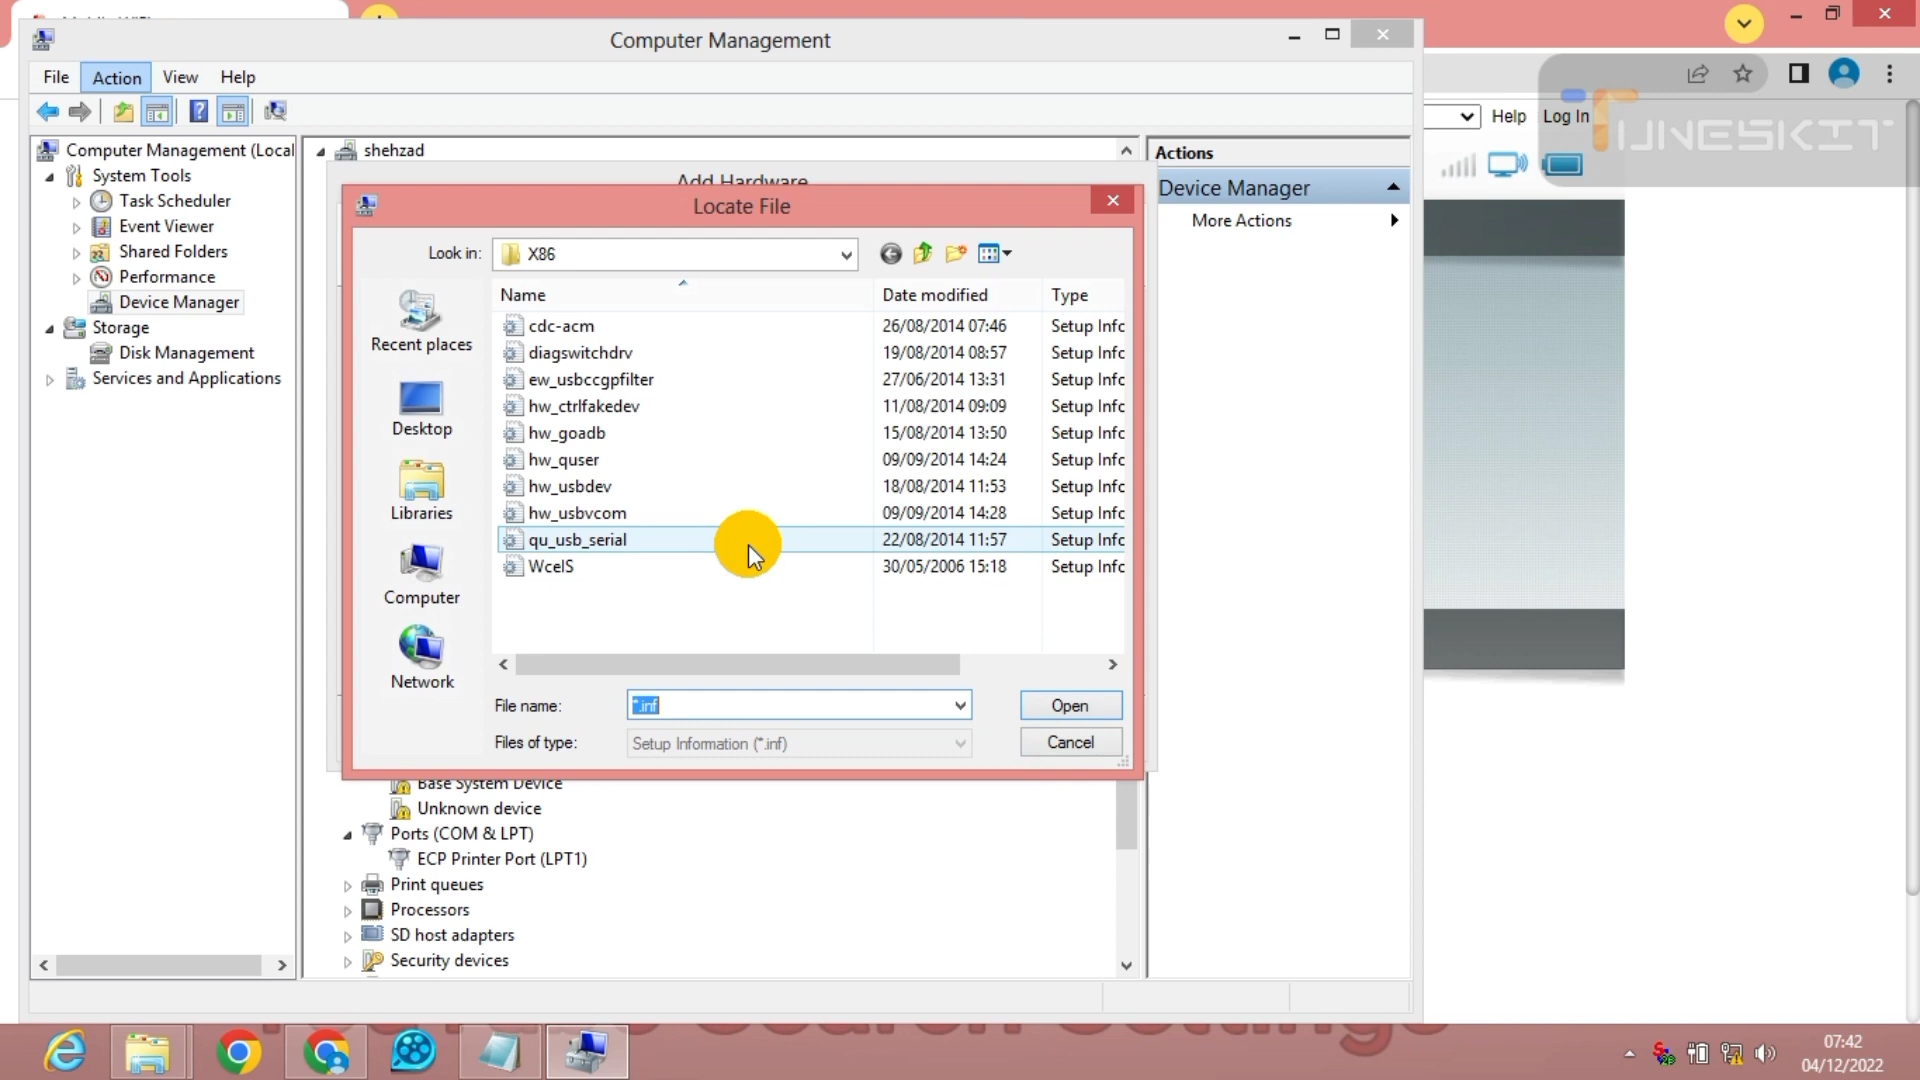 Computer Management
File Action View Help
Help Log In
TUNESKIT
Computer Management (Local
System Tools
Task Scheduler
Event Viewer
Shared Folders
Performance
Device Manager
Storage
Disk Management
Services and Applications
shehzad
Add Hardware
Locate File
Look in: X86
Name Date modified Type
cdc-acm 26/08/2014 07:46 Setup Infc
diagswitchdrv 19/08/2014 08:57 Setup Infc
ew_usbccgpfilter 27/06/2014 13:31 Setup Infc
hw_ctrlfakedev 11/08/2014 09:09 Setup Infc
hw_goadb 15/08/2014 13:50 Setup Infc
hw_quser 09/09/2014 14:24 Setup Infc
hw_usbdev 18/08/2014 11:53 Setup Infc
hw_usbvcom 09/09/2014 14:28 Setup Infc
qu_usb_serial 22/08/2014 11:57 Setup Infc
WcelS 30/05/2006 15:18 Setup Infc
Recent places
Desktop
Libraries
Computer
Network
File name: *.inf Open
Files of type: Setup Information (*.inf) Cancel
Base System Device
Unknown device
Ports (COM & LPT)
ECP Printer Port (LPT1)
Print queues
Processors
SD host adapters
Security devices
Actions
Device Manager
More Actions
07:42
04/12/2022